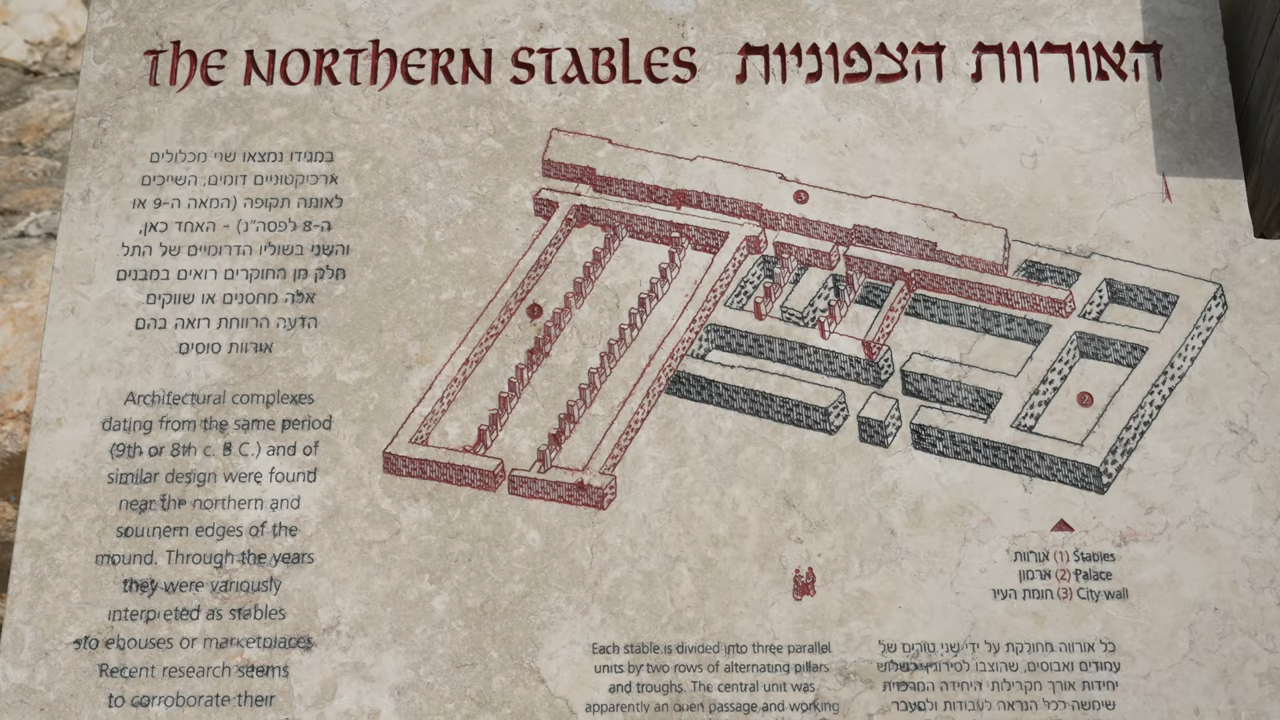 THE NORTHERN STABLES האורוות הצפוניות
במגידו נמצאו שני מכלולים
ארכיטקטוניים דומים, השייכים
לאותה תקופה (המאה ה-9 או
ה-8 לפסה"נ) - האחד כאן,
והשני בשוליו הדרומיים של התל
חלק מן החוקרים רואים במבנים
אלה מחסנים או שווקים.
הדעה הרווחת רואה בהם
אורוות סוסים
Architectural complexes
dating from the same period
(9th or 8th c. B C.) and of
similar design were found
near the northern and
southern edges of the
mound. Through the years
they were variously
interpreted as stables
storehouses or marketplaces
Recent research seems
to corroborate their
3
1
2
אורוות (1) Stables
ארמון (2) Palace
חומת העיר (3) City wall
Each stable is divided into three parallel
units by two rows of alternating pillars
and troughs. The central unit was
apparently an open passage and working
כל אורווה מחולקת על ידי שני טורים של
עמודים ואבוסים, שהוצבו לסירוגין לשלוש
יחידות אורך מקבילות היחידה המרכזית
שימשה ככל הנראה לעבודות ולמעבר